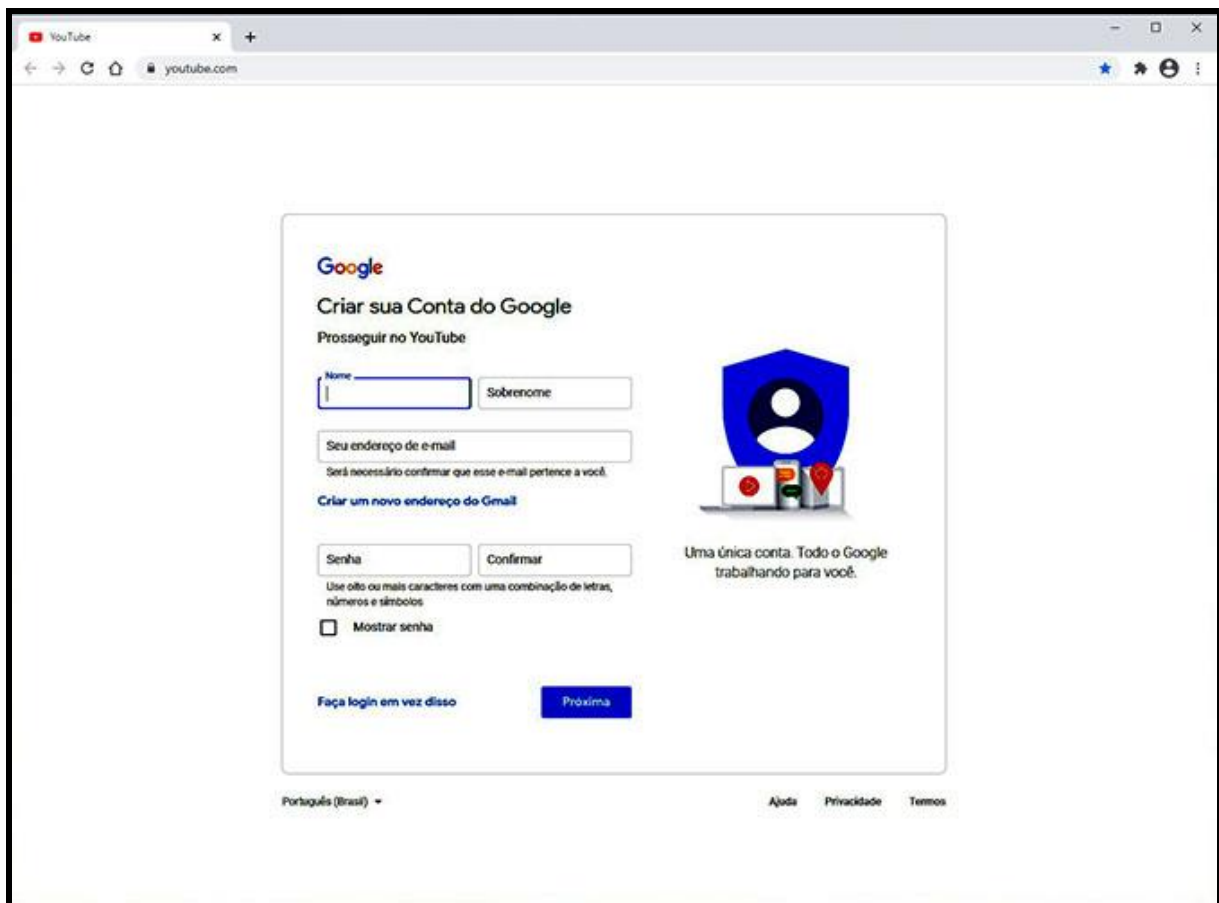 YouTube
youtube.com
Google
Criar sua Conta do Google
Prosseguir no YouTube
Nome
Sobrenome
Seu endereço de e-mail
Será necessário confirmar que esse e-mail pertence a você.
Criar um novo endereço do Gmail
Senha
Confirmar
Use oito ou mais caracteres com uma combinação de letras,
números e símbolos
Mostrar senha
Faça login em vez disso
Próxima
Uma única conta. Todo o Google
trabalhando para você.
Português (Brasil)
Ajuda
Privacidade
Termos